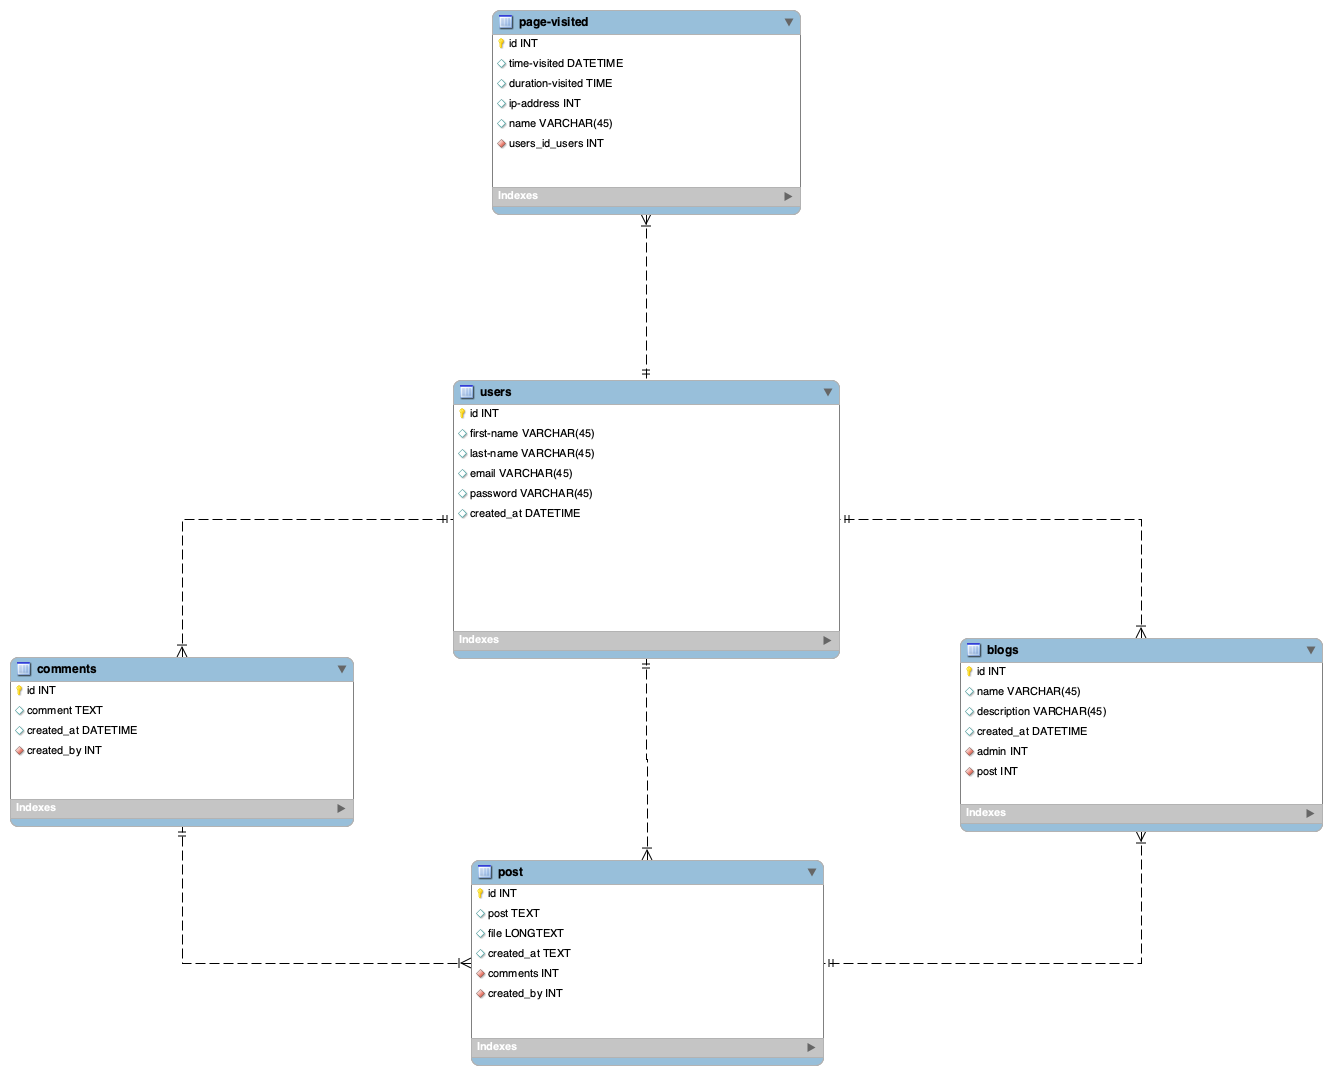 page-visited
id INT
time-visited DATETIME
duration-visited TIME
ip-address INT
name VARCHAR(45)
users_id_users INT
Indexes
users
id INT
first-name VARCHAR(45)
last-name VARCHAR(45)
email VARCHAR(45)
password VARCHAR(45)
created_at DATETIME
Indexes
comments
id INT
comment TEXT
created_at DATETIME
created_by INT
Indexes
blogs
id INT
name VARCHAR(45)
description VARCHAR(45)
created_at DATETIME
admin INT
post INT
Indexes
post
id INT
post TEXT
file LONGTEXT
created_at TEXT
comments INT
created_by INT
Indexes